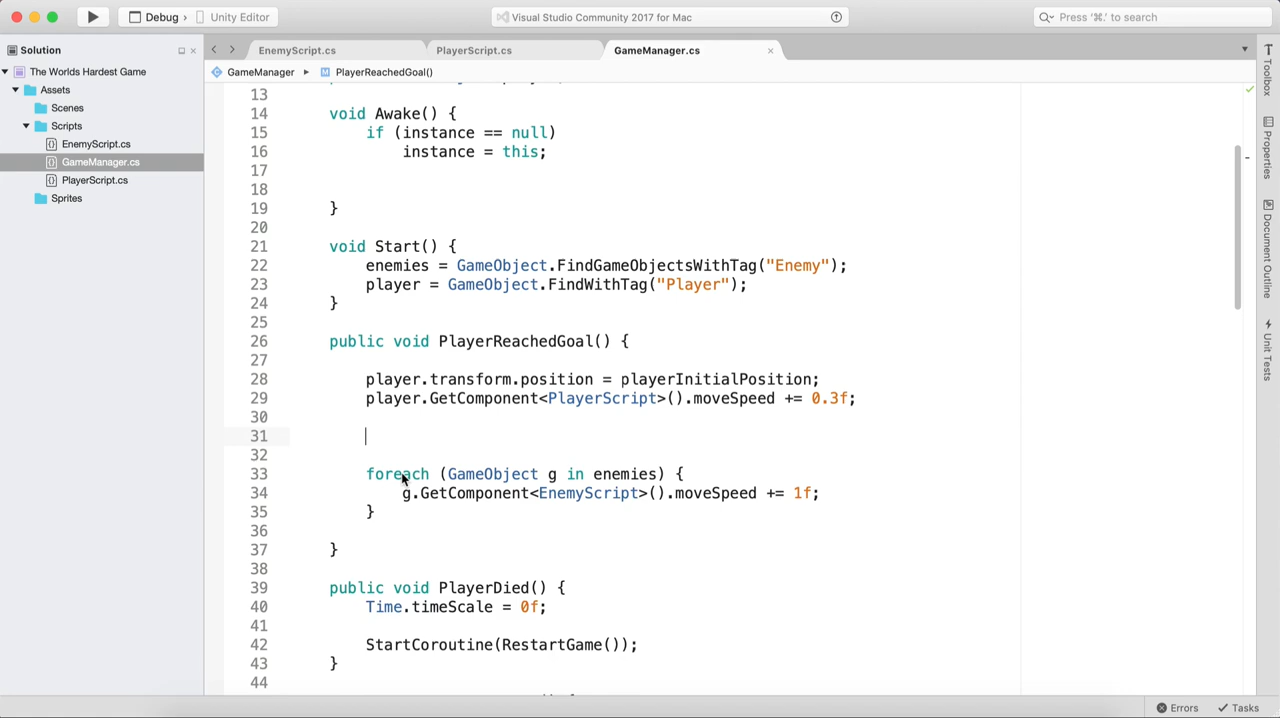 Debug
Unity Editor
Visual Studio Community 2017 for Mac
Press '⌘.' to search
Solution
The Worlds Hardest Game
Assets
Scenes
Scripts
EnemyScript.cs
GameManager.cs
PlayerScript.cs
Sprites
EnemyScript.cs
PlayerScript.cs
GameManager.cs
GameManager
PlayerReachedGoal()
13
14 void Awake() {
15 if (instance == null)
16 instance = this;
17
18
19 }
20
21 void Start() {
22 enemies = GameObject.FindGameObjectsWithTag("Enemy");
23 player = GameObject.FindWithTag("Player");
24 }
25
26 public void PlayerReachedGoal() {
27
28 player.transform.position = playerInitialPosition;
29 player.GetComponent<PlayerScript>().moveSpeed += 0.3f;
30
31
32
33 foreach (GameObject g in enemies) {
34 g.GetComponent<EnemyScript>().moveSpeed += 1f;
35 }
36
37 }
38
39 public void PlayerDied() {
40 Time.timeScale = 0f;
41
42 StartCoroutine(RestartGame());
43 }
44
Toolbox
Properties
Document Outline
Unit Tests
Errors
Tasks